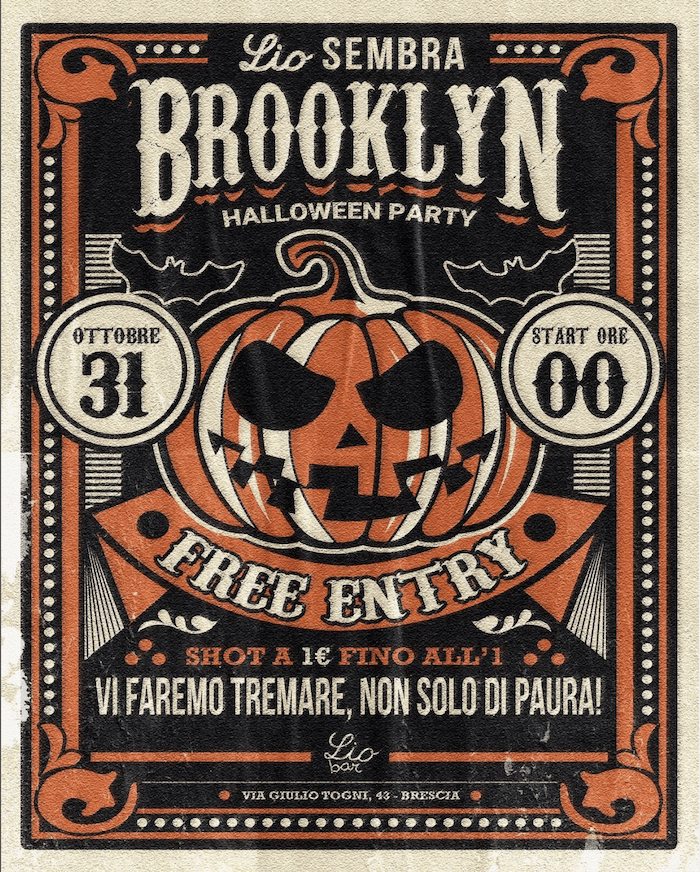 Lio SEMBRA
BROOKLYN
HALLOWEEN PARTY
OTTOBRE
31
START ORE
00
FREE ENTRY
SHOT A 1€ FINO ALL'1
VI FAREMO TREMARE, NON SOLO DI PAURA!
Lio
bar
VIA GIULIO TOGNI, 43 - BRESCIA